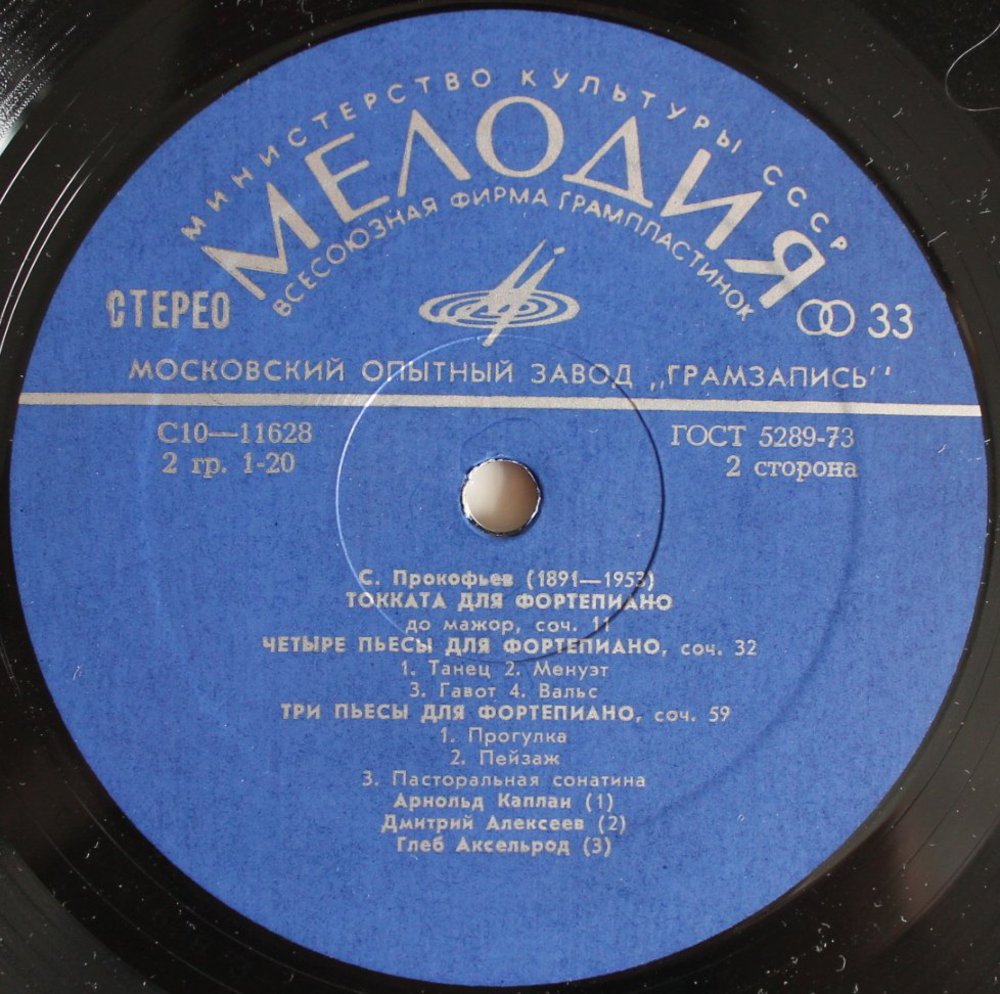 МИНИСТЕРСТВО КУЛЬТУРЫ СССР
МЕЛОДИЯ
ВСЕСОЮЗНАЯ ФИРМА ГРАМПЛАСТИНОК
СТЕРЕО
33
МОСКОВСКИЙ ОПЫТНЫЙ ЗАВОД „ГРАМЗАПИСЬ"
С10—11628
ГОСТ 5289-73
2 гр. 1-20
2 сторона
С. Прокофьев (1891—1953)
ТОККАТА ДЛЯ ФОРТЕПИАНО
до мажор, соч. 11
ЧЕТЫРЕ ПЬЕСЫ ДЛЯ ФОРТЕПИАНО, соч. 32
1. Танец 2. Менуэт
3. Гавот 4. Вальс
ТРИ ПЬЕСЫ ДЛЯ ФОРТЕПИАНО, соч. 59
1. Прогулка
2. Пейзаж
3. Пасторальная сонатина
Арнольд Каплан (1)
Дмитрий Алексеев (2)
Глеб Аксельрод (3)